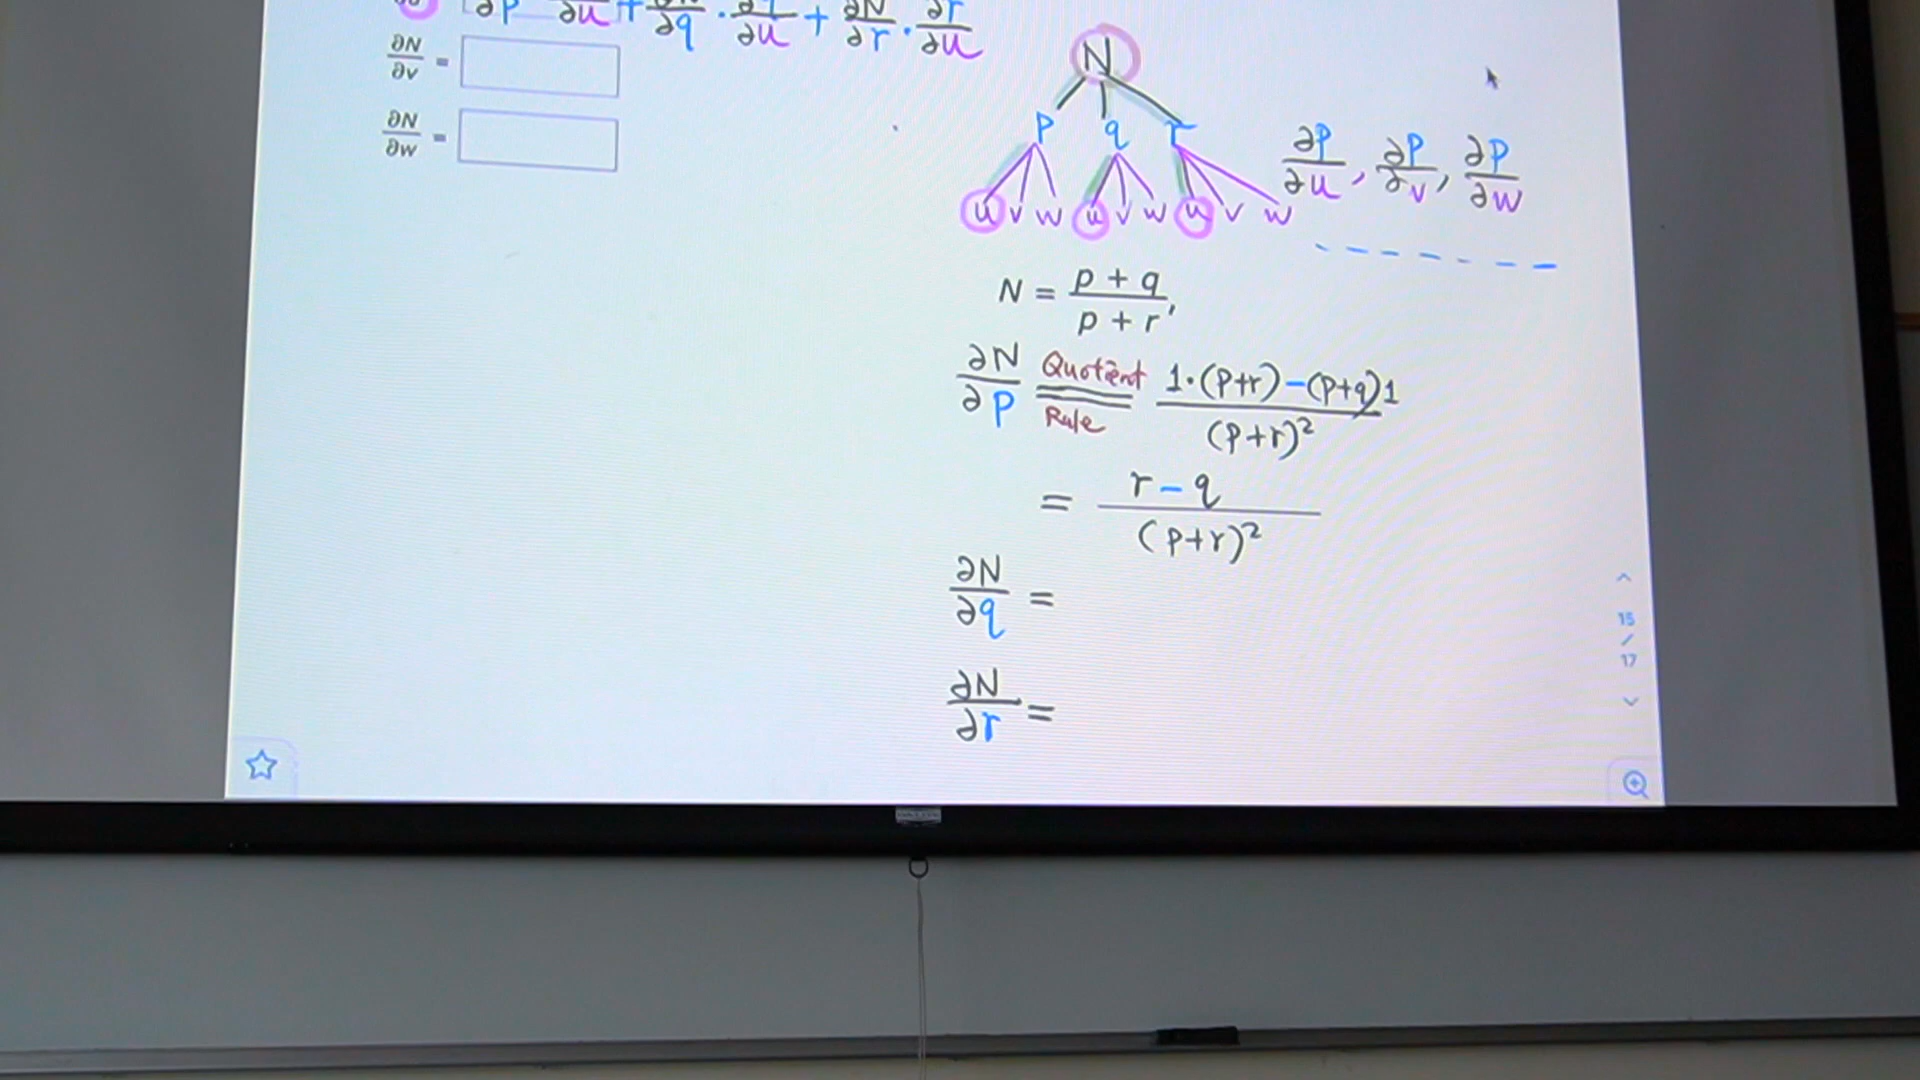 ∂P ∂u + ∂N/∂q · ∂q/∂u + ∂N/∂r · ∂r/∂u
∂N/∂v =
∂N/∂w =
N
p q r
u v w u v w u v w
∂P/∂u, ∂P/∂v, ∂P/∂w
N = (p + q)/(p + r),
∂N/∂P Quotient Rule = (1·(P+r)-(P+q)1)/(P+r)²
= (r-q)/(P+r)²
∂N/∂q =
∂N/∂r =
15
/
17